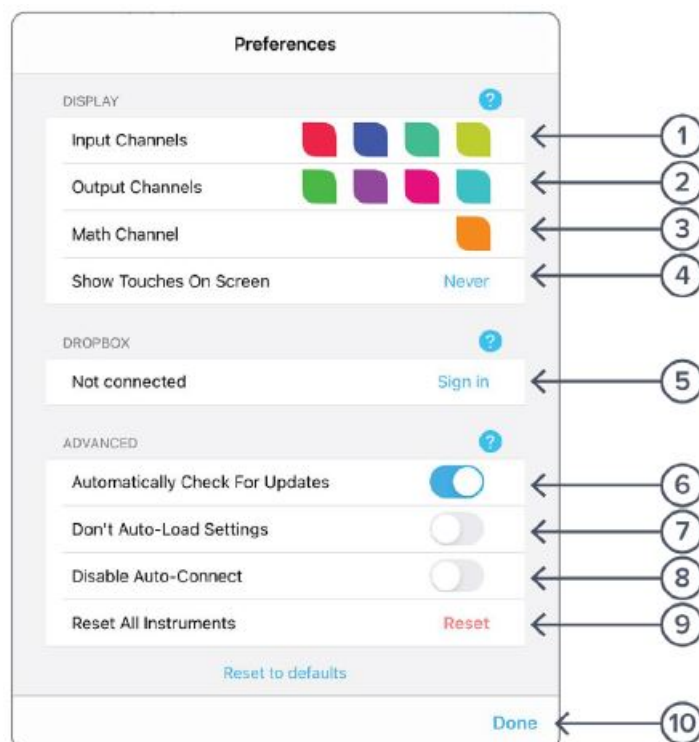 Preferences
DISPLAY ?
Input Channels 1
Output Channels 2
Math Channel 3
Show Touches On Screen Never 4
DROPBOX ?
Not connected Sign in 5
ADVANCED ?
Automatically Check For Updates 6
Don't Auto-Load Settings 7
Disable Auto-Connect 8
Reset All Instruments Reset 9
Reset to defaults
Done 10